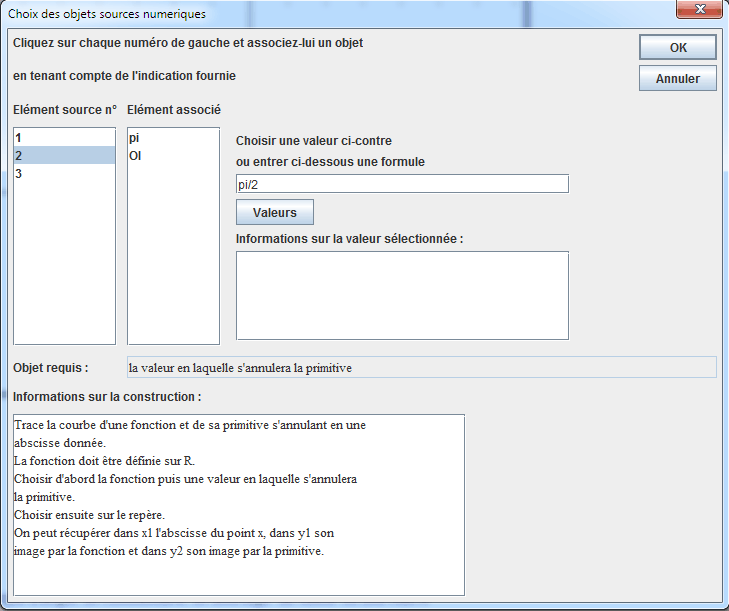 Choix des objets sources numeriques
Cliquez sur chaque numéro de gauche et associez-lui un objet
OK
en tenant compte de l'indication fournie
Annuler
Elément source n° Elément associé
1
2
3
pi
OI
Choisir une valeur ci-contre
ou entrer ci-dessous une formule
pi/2
Valeurs
Informations sur la valeur sélectionnée :
Objet requis : la valeur en laquelle s'annulera la primitive
Informations sur la construction :
Trace la courbe d'une fonction et de sa primitive s'annulant en une
abscisse donnée.
La fonction doit être définie sur R.
Choisir d'abord la fonction puis une valeur en laquelle s'annulera
la primitive.
Choisir ensuite sur le repère.
On peut récupérer dans x1 l'abscisse du point x, dans y1 son
image par la fonction et dans y2 son image par la primitive.